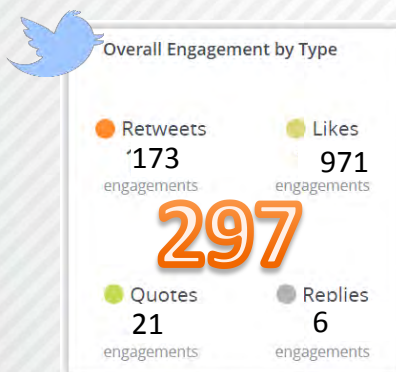 Overall Engagement by Type
Retweets Likes
173 971
engagements engagements
297
Quotes Replies
21 6
engagements engagements